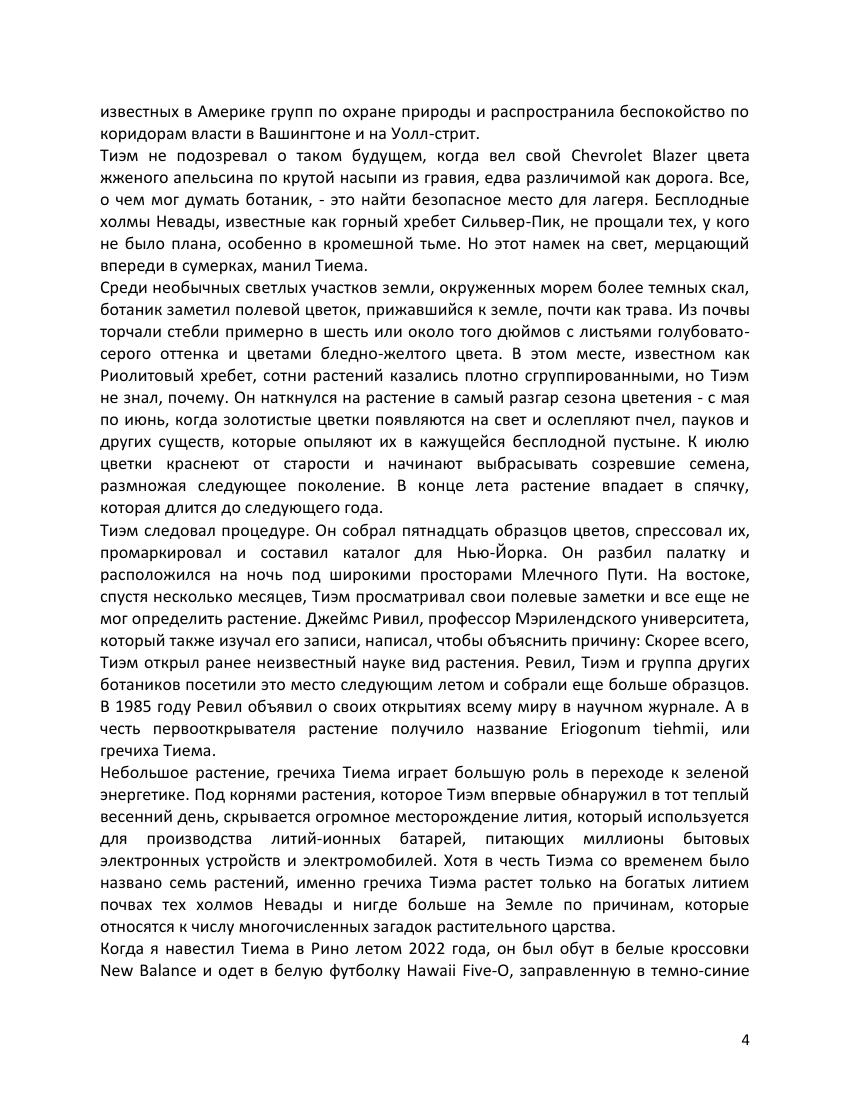 известных в Америке групп по охране природы и распространила беспокойство по
коридорам власти в Вашингтоне и на Уолл-стрит.
Тиэм не подозревал о таком будущем, когда вел свой Chevrolet Blazer цвета
жженого апельсина по крутой насыпи из гравия, едва различимой как дорога. Все,
о чем мог думать ботаник, - это найти безопасное место для лагеря. Бесплодные
холмы Невады, известные как горный хребет Сильвер-Пик, не прощали тех, у кого
не было плана, особенно в кромешной тьме. Но этот намек на свет, мерцающий
впереди в сумерках, манил Тиема.
Среди необычных светлых участков земли, окруженных морем более темных скал,
ботаник заметил полевой цветок, прижавшийся к земле, почти как трава. Из почвы
торчали стебли примерно в шесть или около того дюймов с листьями голубовато-
серого оттенка и цветами бледно-желтого цвета. В этом месте, известном как
Риолитовый хребет, сотни растений казались плотно сгруппированными, но Тиэм
не знал, почему. Он наткнулся на растение в самый разгар сезона цветения - с мая
по июнь, когда золотистые цветки появляются на свет и ослепляют пчел, пауков и
других существ, которые опыляют их в кажущейся бесплодной пустыне. К июлю
цветки краснеют от старости и начинают выбрасывать созревшие семена,
размножая следующее поколение. В конце лета растение впадает в спячку,
которая длится до следующего года.
Тиэм следовал процедуре. Он собрал пятнадцать образцов цветов, спрессовал их,
промаркировал и составил каталог для Нью-Йорка. Он разбил палатку и
расположился на ночь под широкими просторами Млечного Пути. На востоке,
спустя несколько месяцев, Тиэм просматривал свои полевые заметки и все еще не
мог определить растение. Джеймс Ривил, профессор Мэрилендского университета,
который также изучал его записи, написал, чтобы объяснить причину: Скорее всего,
Тиэм открыл ранее неизвестный науке вид растения. Ревил, Тиэм и группа других
ботаников посетили это место следующим летом и собрали еще больше образцов.
В 1985 году Ревил объявил о своих открытиях всему миру в научном журнале. А в
честь первооткрывателя растение получило название Eriogonum tiehmii, или
гречиха Тиема.
Небольшое растение, гречиха Тиема играет большую роль в переходе к зеленой
энергетике. Под корнями растения, которое Тиэм впервые обнаружил в тот теплый
весенний день, скрывается огромное месторождение лития, который используется
для производства литий-ионных батарей, питающих миллионы бытовых
электронных устройств и электромобилей. Хотя в честь Тиэма со временем было
названо семь растений, именно гречиха Тиэма растет только на богатых литием
почвах тех холмов Невады и нигде больше на Земле по причинам, которые
относятся к числу многочисленных загадок растительного царства.
Когда я навестил Тиема в Рино летом 2022 года, он был обут в белые кроссовки
New Balance и одет в белую футболку Hawaii Five-O, заправленную в темно-синие
4